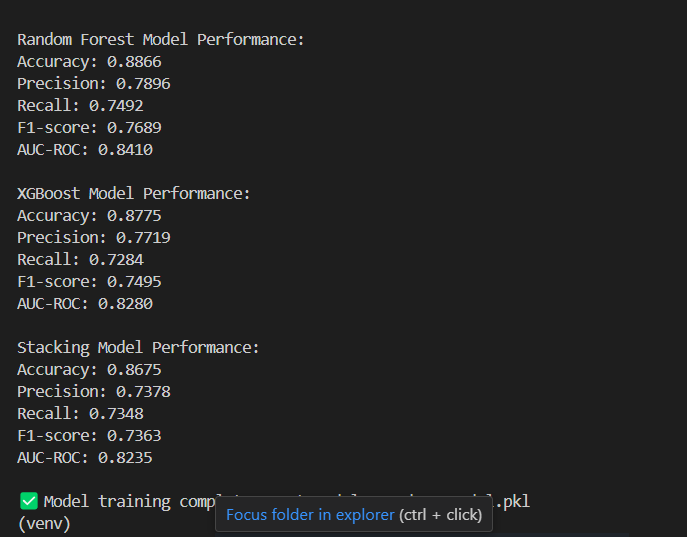 Random Forest Model Performance:
Accuracy: 0.8866
Precision: 0.7896
Recall: 0.7492
F1-score: 0.7689
AUC-ROC: 0.8410
XGBoost Model Performance:
Accuracy: 0.8775
Precision: 0.7719
Recall: 0.7284
F1-score: 0.7495
AUC-ROC: 0.8280
Stacking Model Performance:
Accuracy: 0.8675
Precision: 0.7378
Recall: 0.7348
F1-score: 0.7363
AUC-ROC: 0.8235
✅ Model training .pkl
(venv)
Focus folder in explorer (ctrl + click)